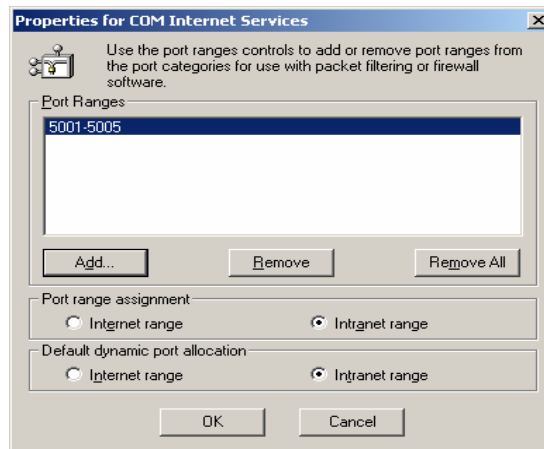 Properties for COM Internet Services
Use the port ranges controls to add or remove port ranges from
the port categories for use with packet filtering or firewall
software.
Port Ranges
5001-5005
Add...
Remove
Remove All
Port range assignment
Internet range
Intranet range
Default dynamic port allocation
Internet range
Intranet range
OK
Cancel